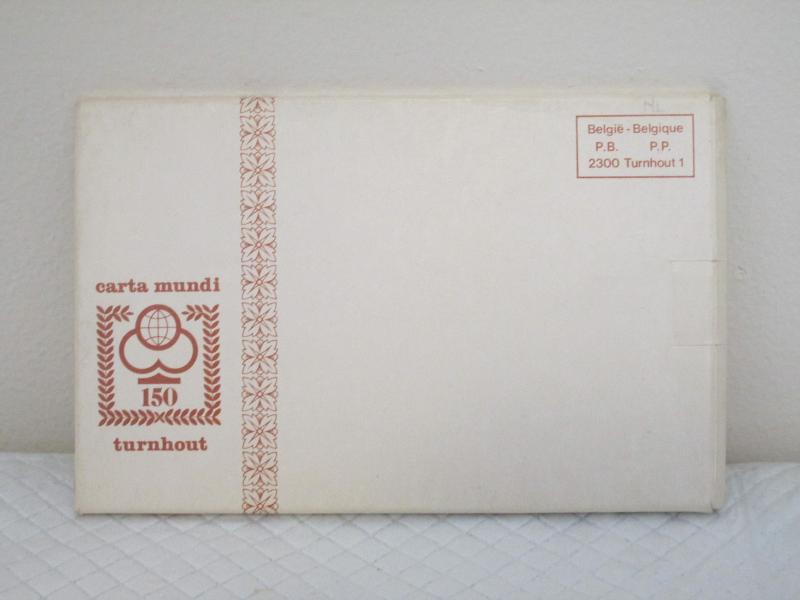 België - Belgique
P.B. P.P.
2300 Turnhout 1
carta mundi
150
turnhout